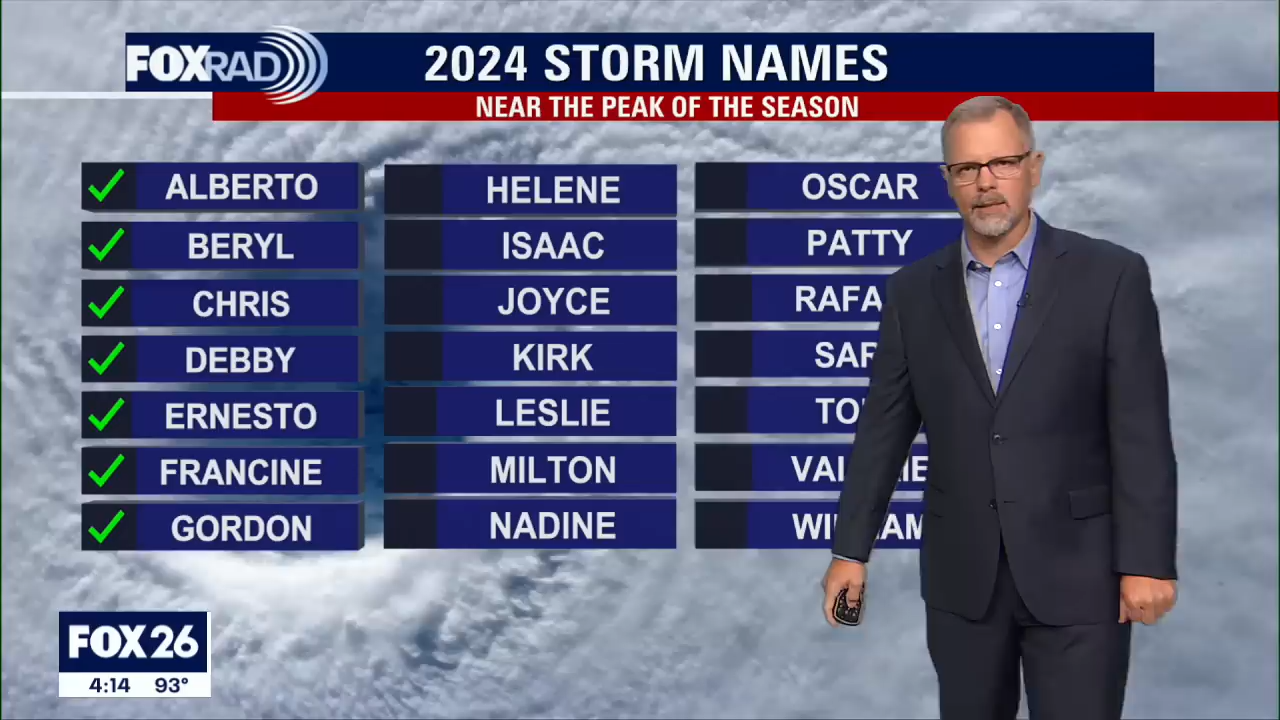 FOXRAD
2024 STORM NAMES
NEAR THE PEAK OF THE SEASON
ALBERTO
BERYL
CHRIS
DEBBY
ERNESTO
FRANCINE
GORDON
HELENE
ISAAC
JOYCE
KIRK
LESLIE
MILTON
NADINE
OSCAR
PATTY
FOX 26
4:14 93°